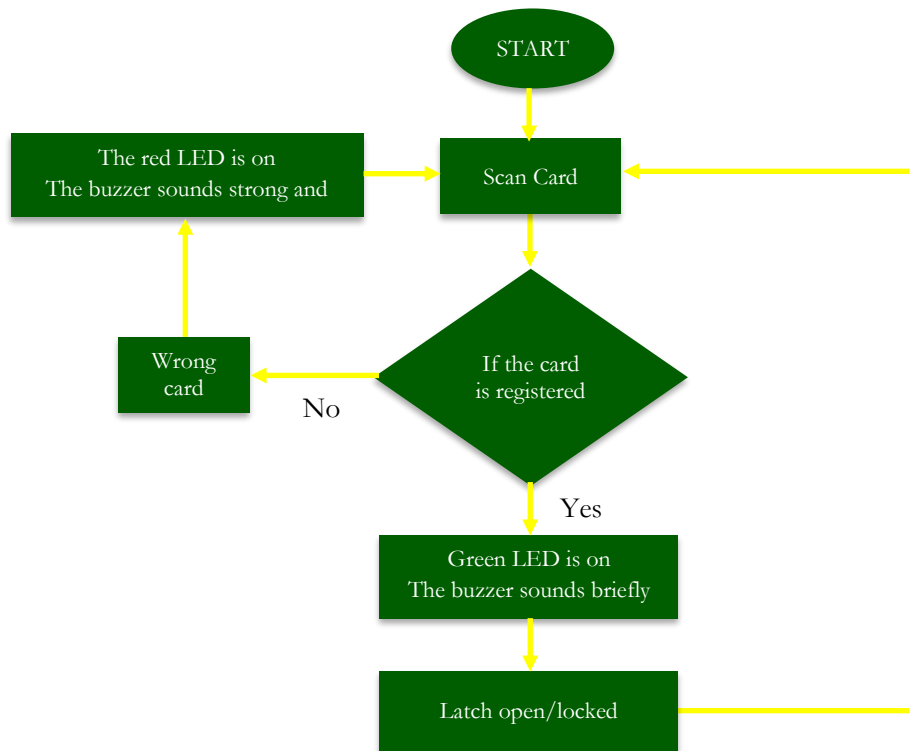 START
The red LED is on
The buzzer sounds strong and
Scan Card
If the card
is registered
Wrong
card
No
Yes
Green LED is on
The buzzer sounds briefly
Latch open/locked